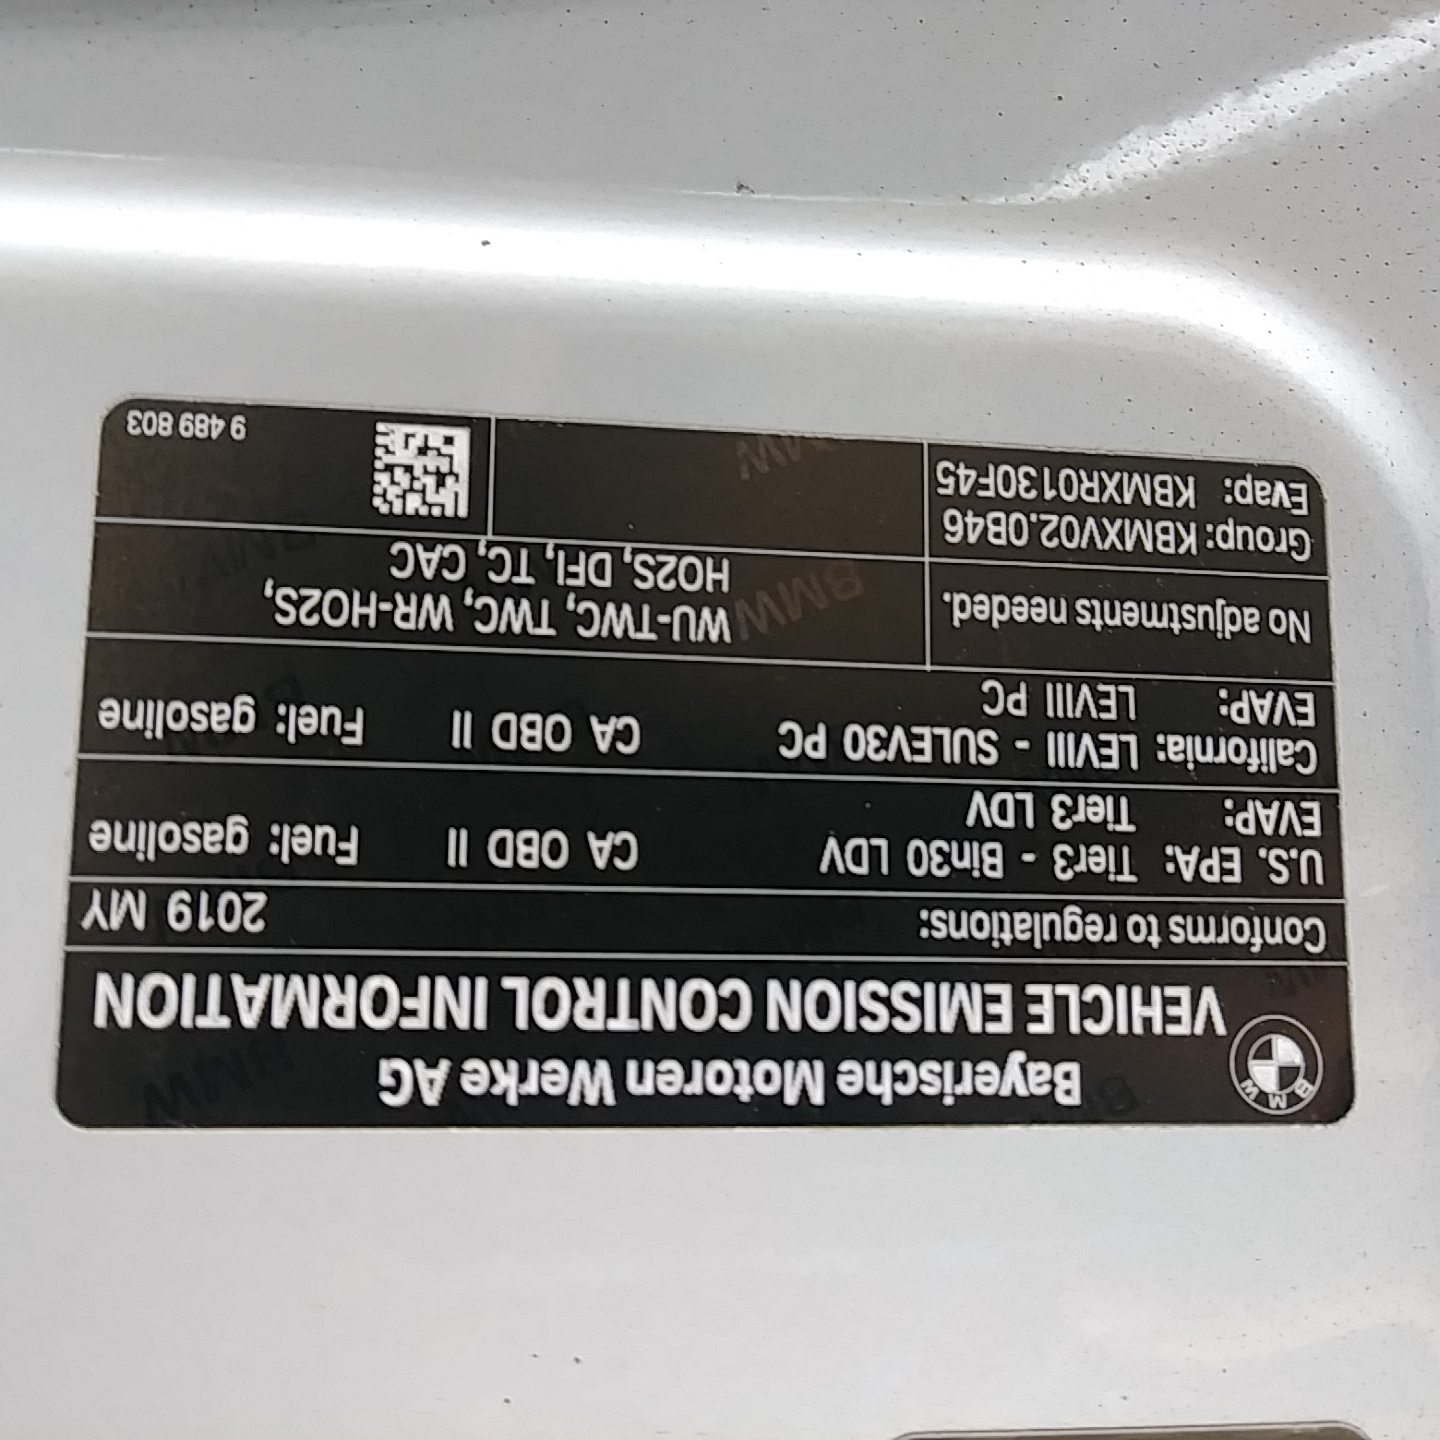 BMW
Bayerische Motoren Werke AG
VEHICLE EMISSION CONTROL INFORMATION
Conforms to regulations: 2019 MY
U.S. EPA: Tier3 - Bin30 LDV CA OBD II Fuel: gasoline
EVAP: Tier3 LDV
California: LEVIII - SULEV30 PC CA OBD II Fuel: gasoline
EVAP: LEVIII PC
No adjustments needed.
WU-TWC, TWC, WR-HO2S,
HO2S, DFI, TC, CAC
Group: KBMXV02.0B46
Evap: KBMXR0130F45
9 489 803